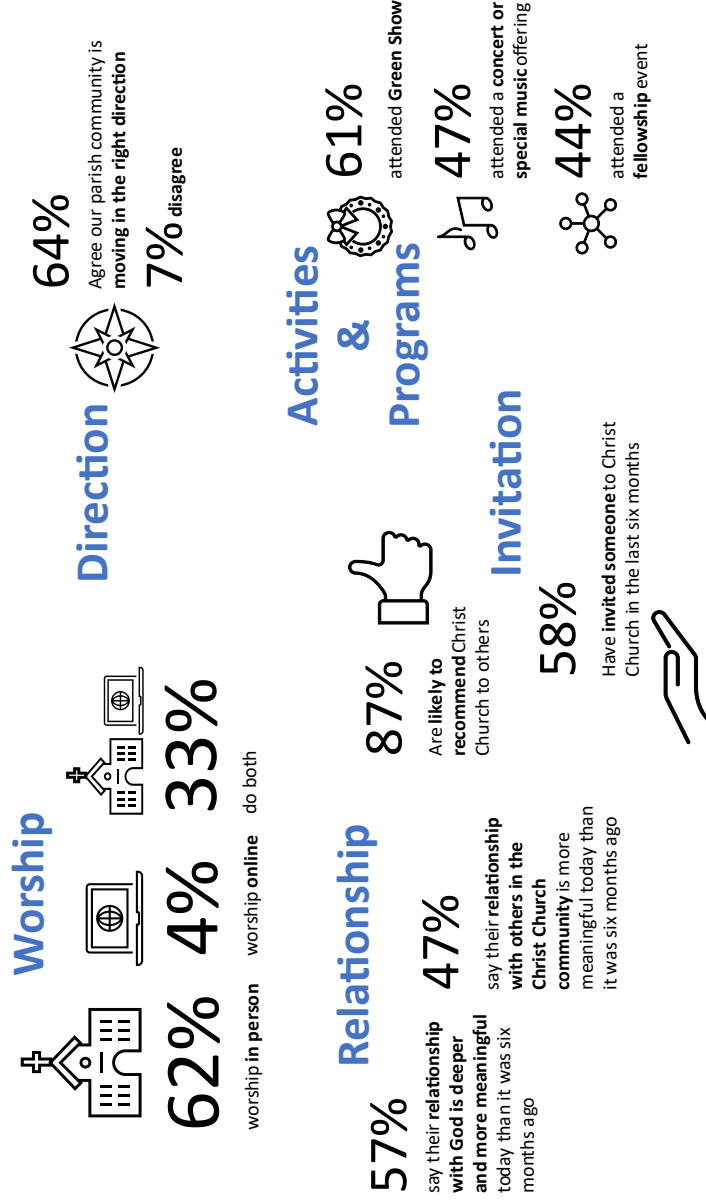 Worship
62%
worship in person
4%
worship online
33%
do both
Direction
64%
Agree our parish community is
moving in the right direction
7% disagree
Relationship
57%
say their relationship
with God is deeper
and more meaningful
today than it was six
months ago
47%
say their relationship
with others in the
Christ Church
community is more
meaningful today than
it was six months ago
87%
Are likely to
recommend Christ
Church to others
Invitation
58%
Have invited someone to Christ
Church in the last six months
Activities
&
Programs
61%
attended Green Show
47%
attended a concert or
special music offering
44%
attended a
fellowship event